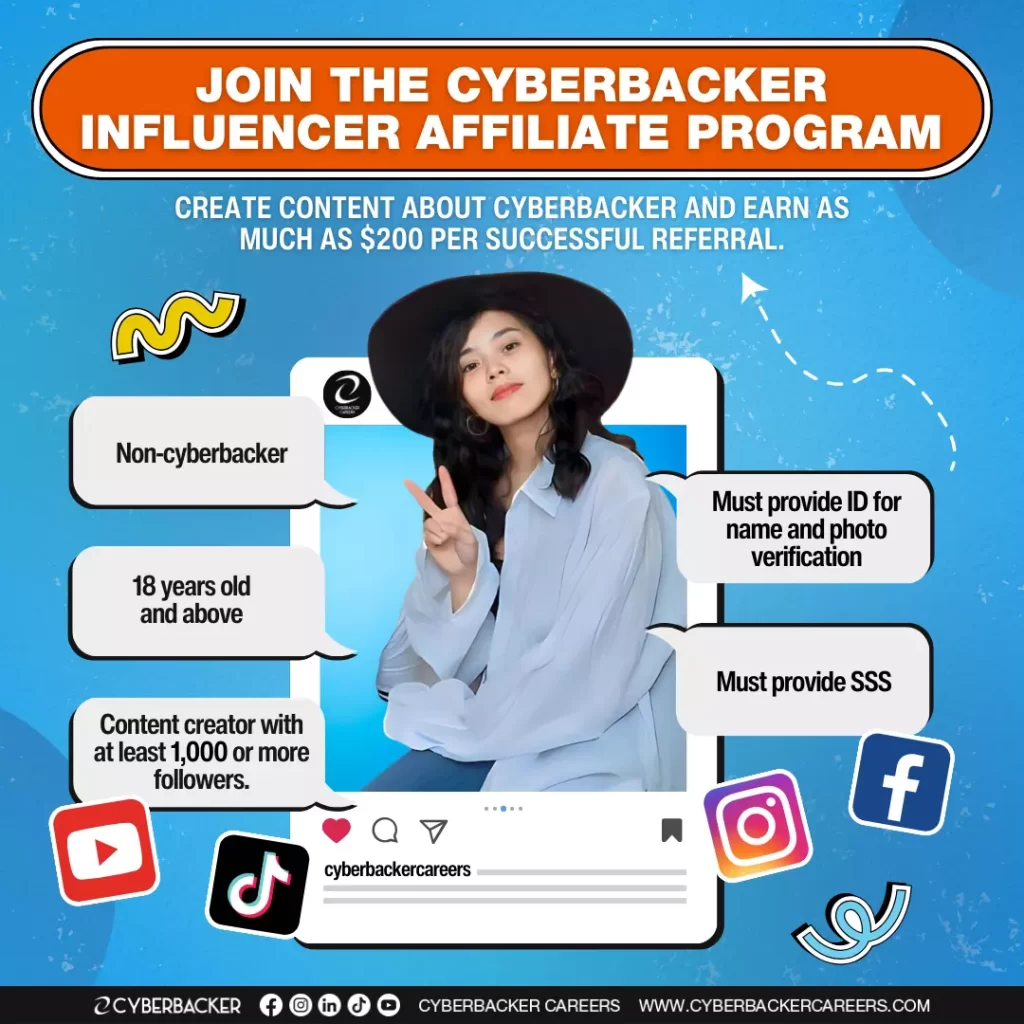 JOIN THE CYBERBACKER
INFLUENCER AFFILIATE PROGRAM
CREATE CONTENT ABOUT CYBERBACKER AND EARN AS
MUCH AS $200 PER SUCCESSFUL REFERRAL.
CYBERBACKER
CAREERS
Non-cyberbacker
18 years old
and above
Content creator with
at least 1,000 or more
followers.
Must provide ID for
name and photo
verification
Must provide SSS
cyberbackercareers
CYBERBACKER
CYBERBACKER CAREERS
WWW.CYBERBACKERCAREERS.COM